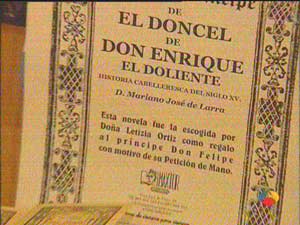 DE
EL DONCEL
DE
DON ENRIQUE
EL DOLIENTE
HISTORIA CABELLERESCA DEL SIGLO XV,
D. Mariano José de Larra
Esta novela fue la escogida por
Doña Letizia Ortiz como regalo
al príncipe Don Felipe
con motivo de su Petición de Mano.